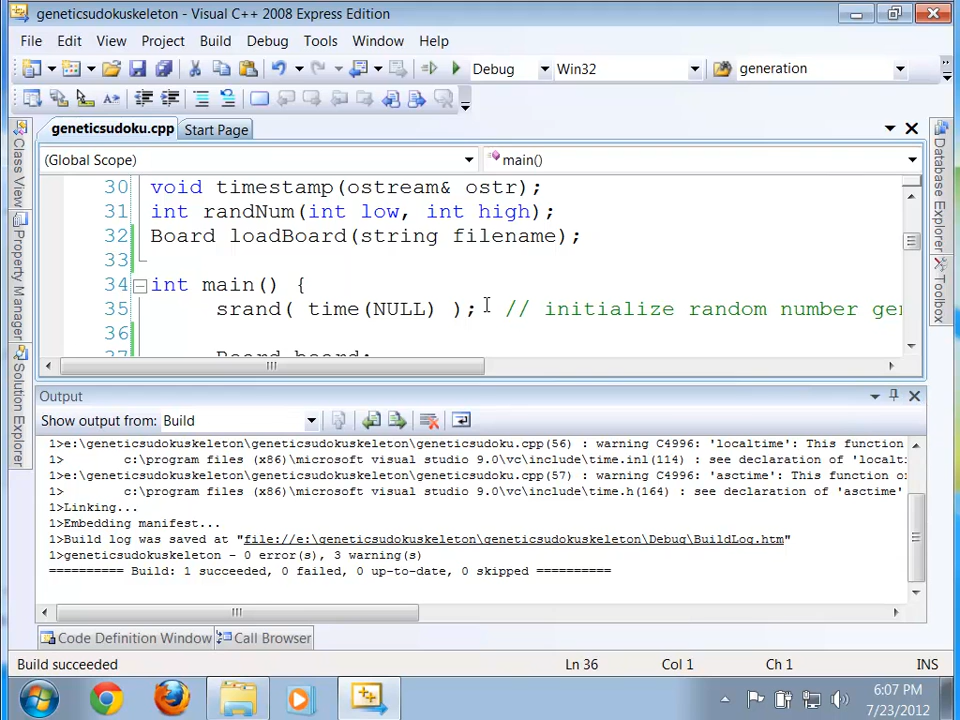 geneticsudokuskeleton - Visual C++ 2008 Express Edition
File Edit View Project Build Debug Tools Window Help
Debug Win32 generation
geneticsudoku.cpp Start Page
(Global Scope) main()
30 void timestamp(ostream& ostr);
31 int randNum(int low, int high);
32 Board loadBoard(string filename);
33
34 int main() {
35 srand( time(NULL) ); // initialize random number gen
36
37 Board board;
Class View
Property Manager
Solution Explorer
Database Explorer
Toolbox
Output
Show output from: Build
1>e:\geneticsudokuskeleton\geneticsudokuskeleton\geneticsudoku.cpp(56) : warning C4996: 'localtime': This function
1> c:\program files (x86)\microsoft visual studio 9.0\vc\include\time.inl(114) : see declaration of 'localt
1>e:\geneticsudokuskeleton\geneticsudokuskeleton\geneticsudoku.cpp(57) : warning C4996: 'asctime': This function
1> c:\program files (x86)\microsoft visual studio 9.0\vc\include\time.h(164) : see declaration of 'asctime'
1>Linking...
1>Embedding manifest...
1>Build log was saved at "file://e:\geneticsudokuskeleton\geneticsudokuskeleton\Debug\BuildLog.htm"
1>geneticsudokuskeleton - 0 error(s), 3 warning(s)
========== Build: 1 succeeded, 0 failed, 0 up-to-date, 0 skipped ==========
Code Definition Window Call Browser
Build succeeded Ln 36 Col 1 Ch 1 INS
6:07 PM
7/23/2012